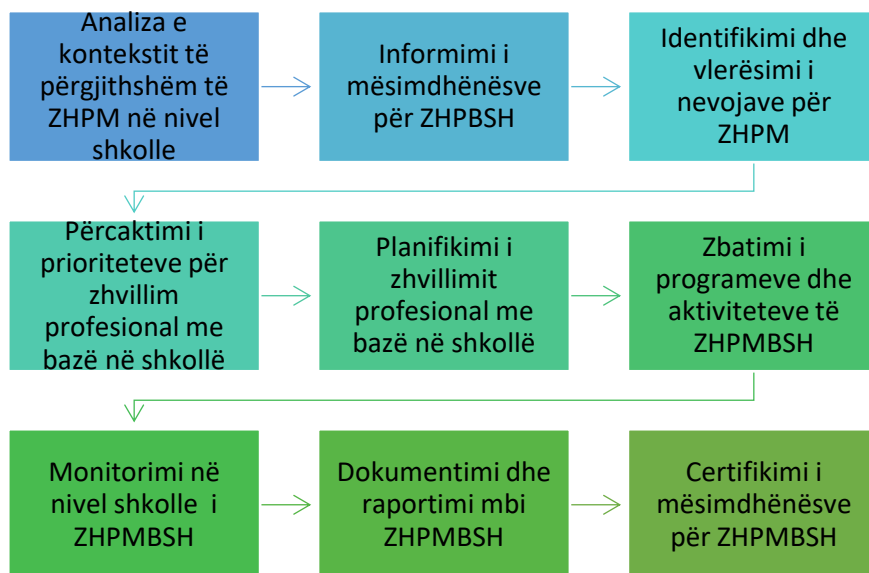 Analiza e
kontekstit të
përgjithshëm të
ZHPM në nivel
shkolle
Informimi i
mësimdhënësve
për ZHPBSH
Identifikimi dhe
vlerësimi i
nevojave për
ZHPM
Përcaktimi i
prioriteteve për
zhvillim
profesional me
bazë në shkollë
Planifikimi i
zhvillimit
profesional me
bazë në shkollë
Zbatimi i
programeve dhe
aktiviteteve të
ZHPMBSH
Monitorimi në
nivel shkolle i
ZHPMBSH
Dokumentimi dhe
raportimi mbi
ZHPMBSH
Certifikimi i
mësimdhënësve
për ZHPMBSH